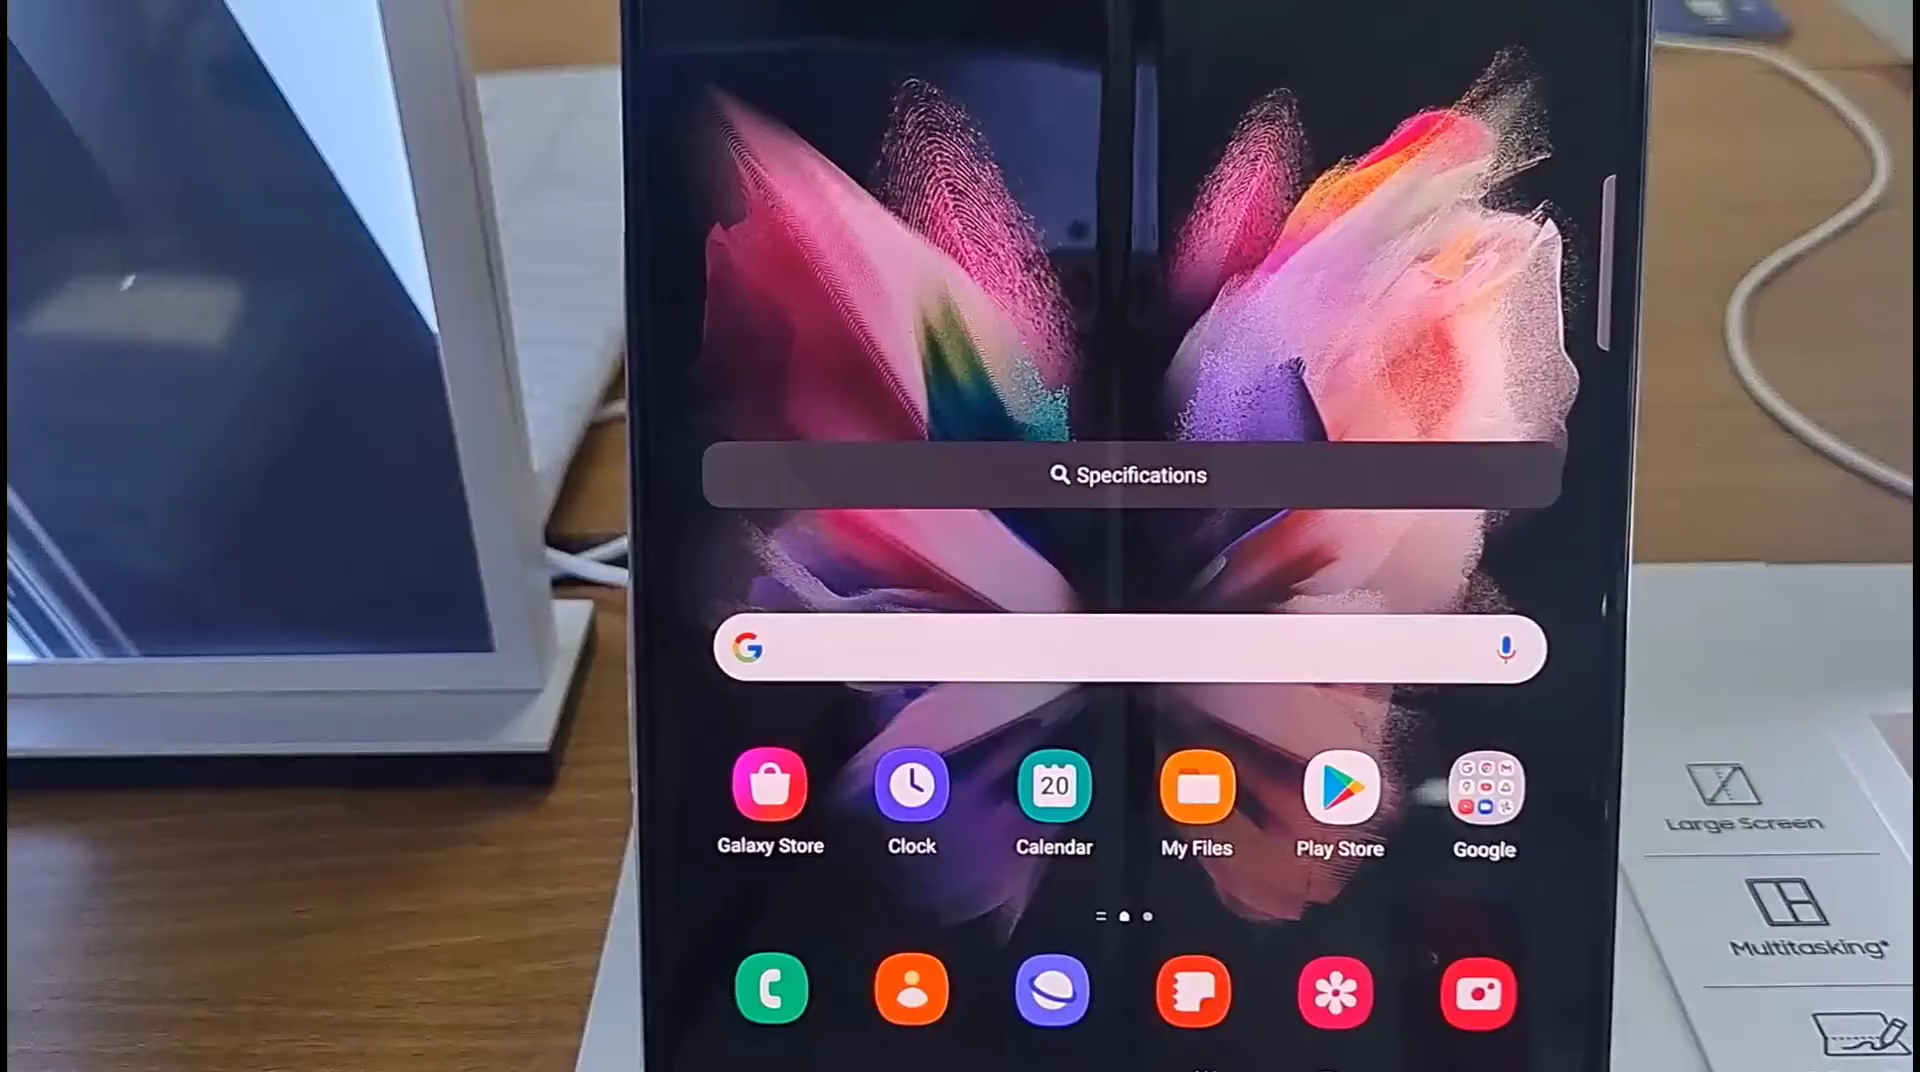 Specifications
Galaxy Store
Clock
20
Calendar
My Files
Play Store
Google
Large Screen
Multitasking*